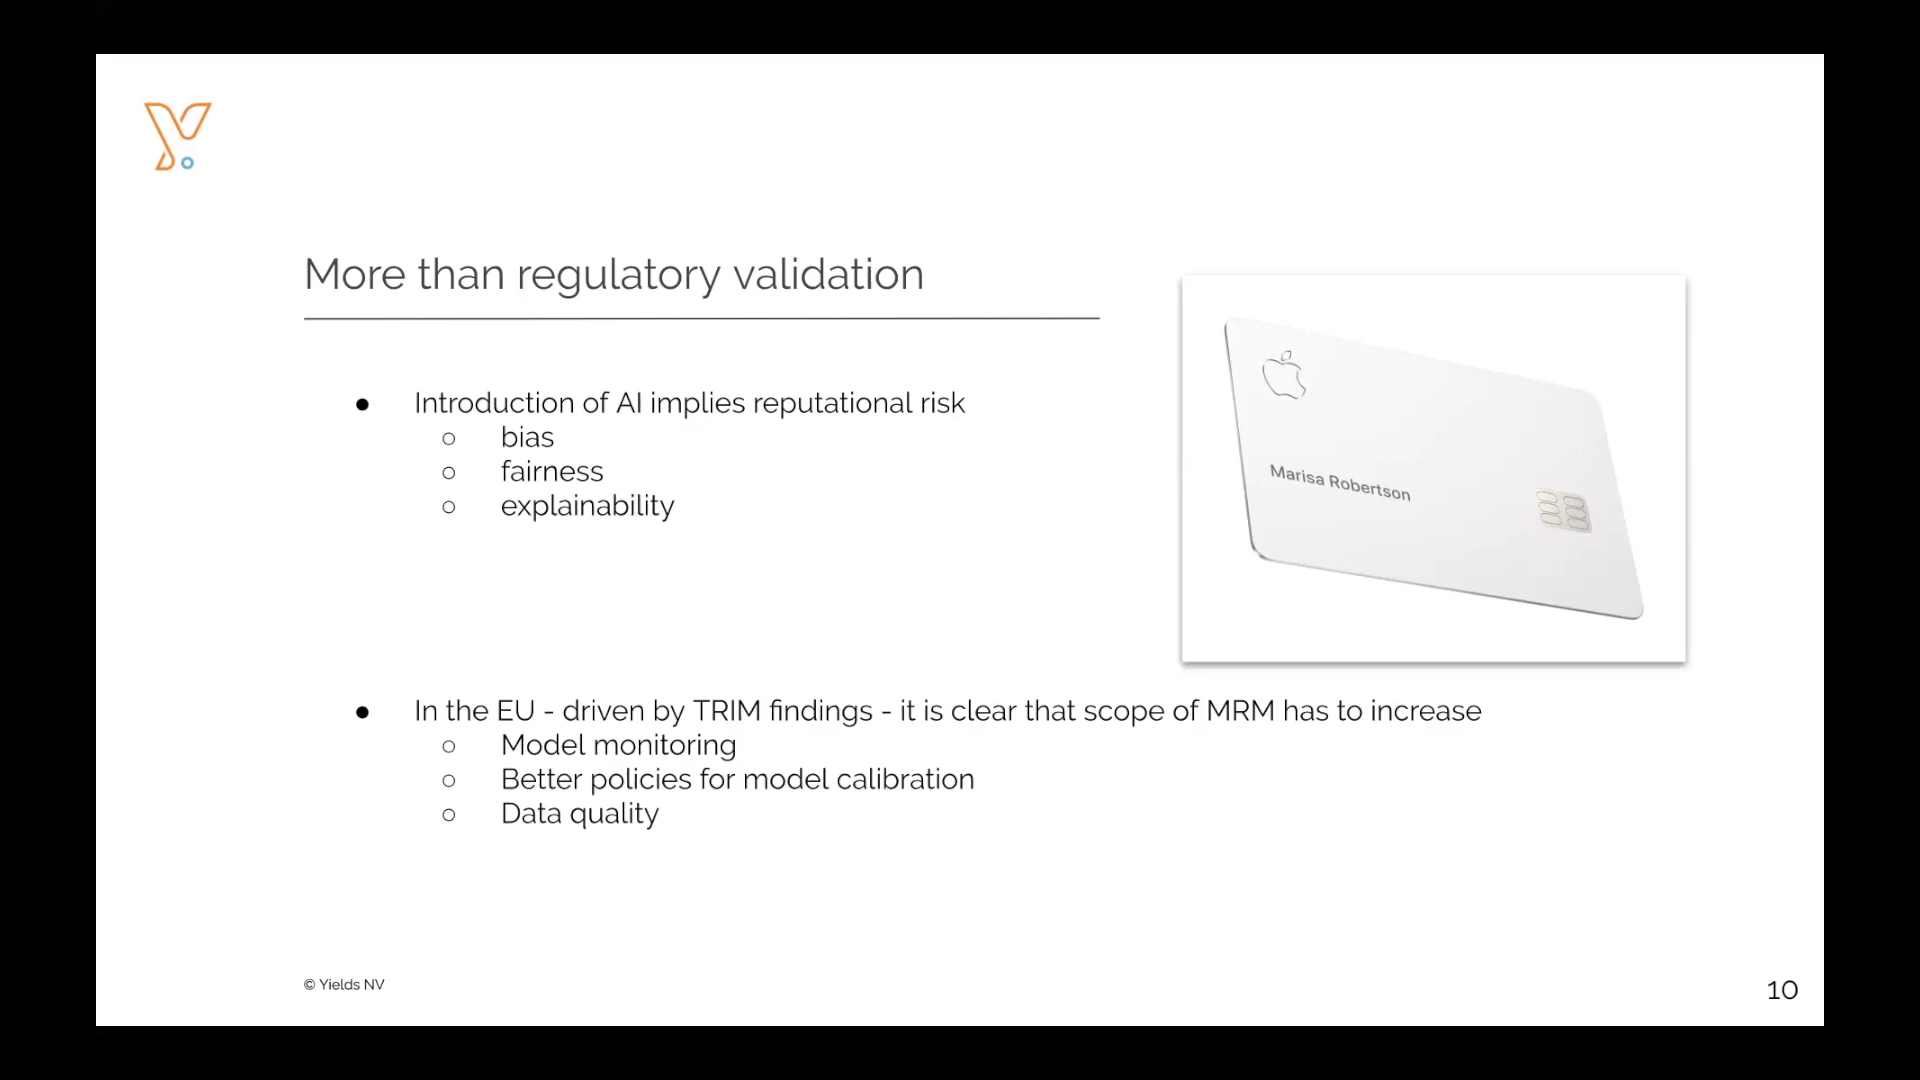 More than regulatory validation
● Introduction of AI implies reputational risk
○ bias
○ fairness
○ explainability
Marisa Robertson
● In the EU - driven by TRIM findings - it is clear that scope of MRM has to increase
○ Model monitoring
○ Better policies for model calibration
○ Data quality
© Yields NV
10